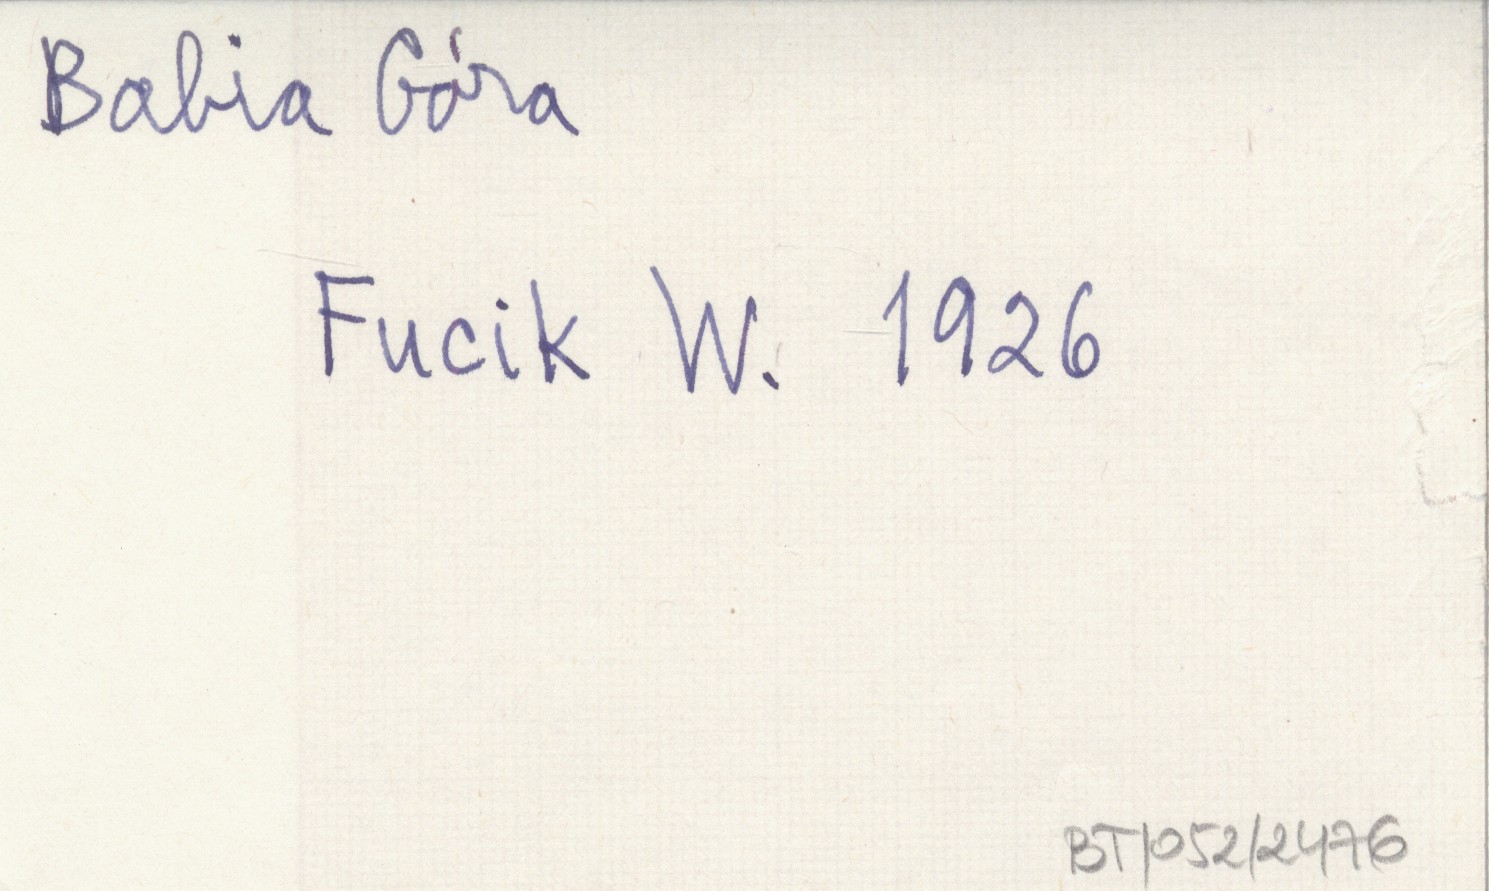 Babia Góra
Fucik W. 1926
BT/052/2476